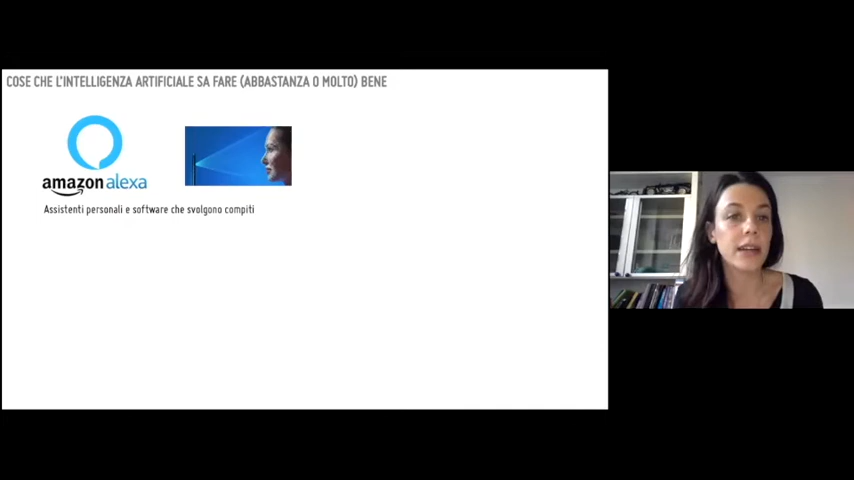 COSE CHE L'INTELLIGENZA ARTIFICIALE SA FARE (ABBASTANZA O MOLTO) BENE
amazon alexa
Assistenti personali e software che svolgono compiti